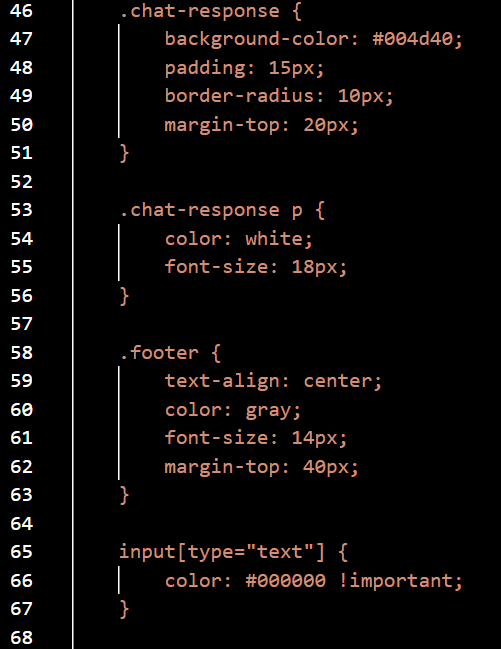 46 .chat-response {
47 background-color: #004d40;
48 padding: 15px;
49 border-radius: 10px;
50 margin-top: 20px;
51 }
52
53 .chat-response p {
54 color: white;
55 font-size: 18px;
56 }
57
58 .footer {
59 text-align: center;
60 color: gray;
61 font-size: 14px;
62 margin-top: 40px;
63 }
64
65 input[type="text"] {
66 color: #000000 !important;
67 }
68